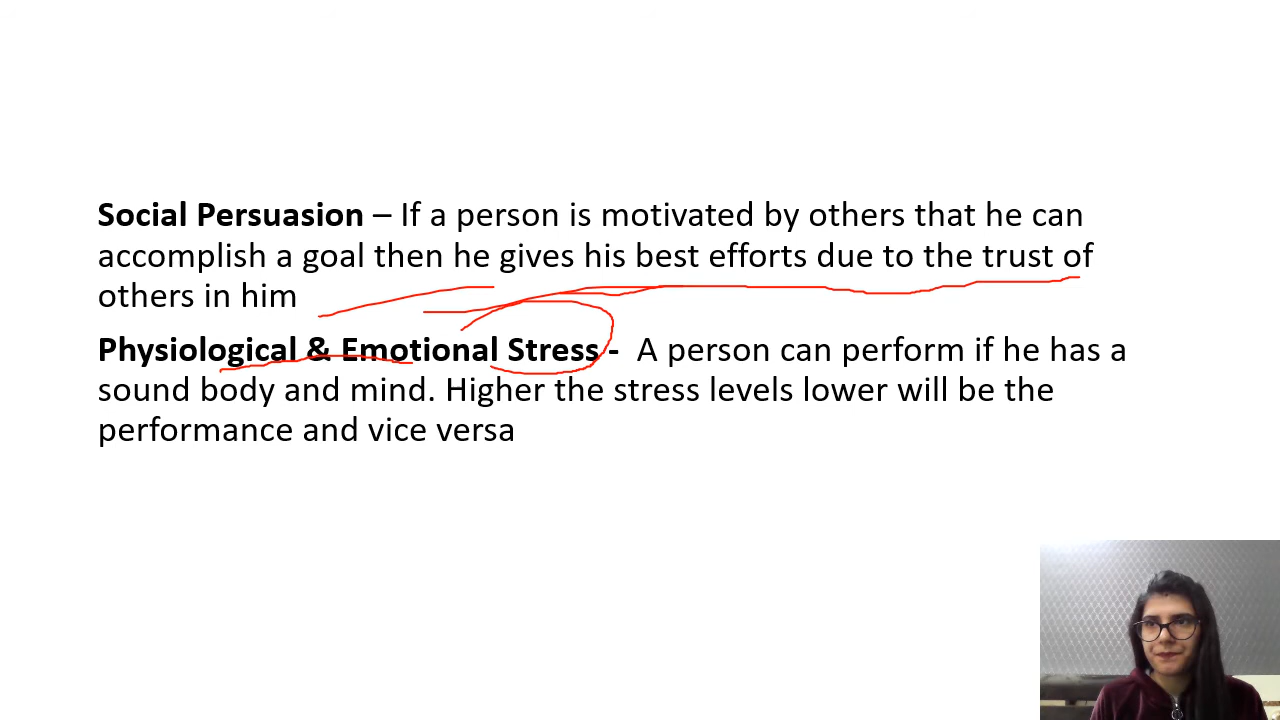 Social Persuasion – If a person is motivated by others that he can
accomplish a goal then he gives his best efforts due to the trust of
others in him
Physiological & Emotional Stress - A person can perform if he has a
sound body and mind. Higher the stress levels lower will be the
performance and vice versa